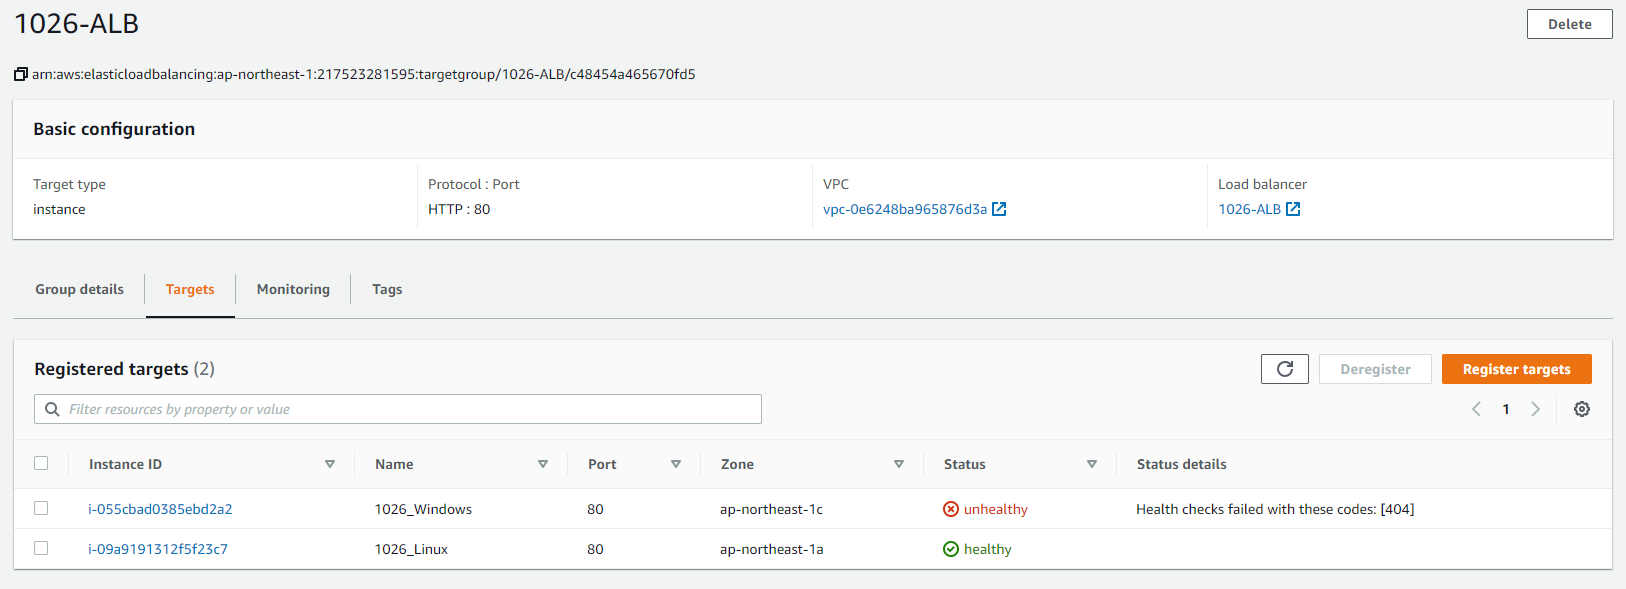 1026-ALB
Delete
arn:aws:elasticloadbalancing:ap-northeast-1:217523281595:targetgroup/1026-ALB/c48454a465670fd5
Basic configuration
Target type Protocol : Port VPC Load balancer
instance HTTP : 80 vpc-0e6248ba965876d3a 1026-ALB
Group details Targets Monitoring Tags
Registered targets (2) Deregister Register targets
Filter resources by property or value 1
Instance ID Name Port Zone Status Status details
i-055cbad0385ebd2a2 1026_Windows 80 ap-northeast-1c unhealthy Health checks failed with these codes: [404]
i-09a9191312f5f23c7 1026_Linux 80 ap-northeast-1a healthy